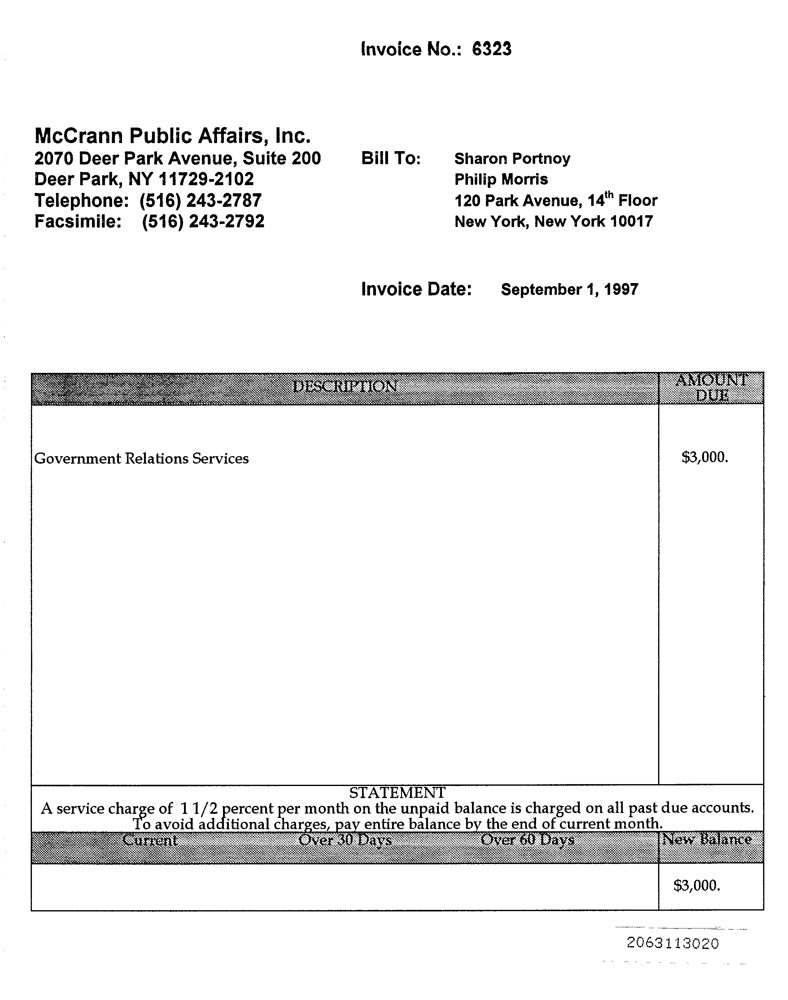 Invoice No.: 6323
McCrann Public Affairs, Inc.
2070 Deer Park Avenue, Suite 200
Deer Park, NY 11729-2102
Telephone: (516) 243-2787
Facsimile: (516) 243-2792
Bill To: Sharon Portnoy
Philip Morris
120 Park Avenue, 14th Floor
New York, New York 10017
Invoice Date: September 1, 1997
DESCRIPTION AMOUNT DUE
Government Relations Services $3,000.
STATEMENT
A service charge of 1 1/2 percent per month on the unpaid balance is charged on all past due accounts.
To avoid additional charges, pay entire balance by the end of current month.
Current Over 30 Days Over 60 Days New Balance
$3,000.
2063113020